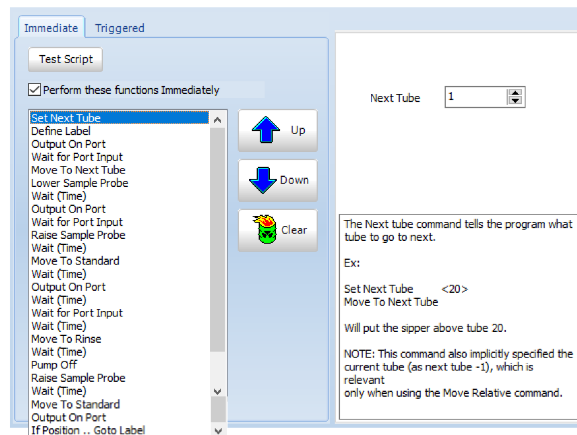 Immediate
Triggered
Test Script
Perform these functions Immediately
Set Next Tube
Define Label
Output On Port
Wait for Port Input
Move To Next Tube
Lower Sample Probe
Wait (Time)
Output On Port
Wait for Port Input
Raise Sample Probe
Wait (Time)
Move To Standard
Wait (Time)
Output On Port
Wait (Time)
Wait for Port Input
Wait (Time)
Move To Rinse
Wait (Time)
Pump Off
Raise Sample Probe
Wait (Time)
Move To Standard
Output On Port
If Position .. Goto Label
Up
Down
Clear
Next Tube 1
The Next tube command tells the program what
tube to go to next.
Ex:
Set Next Tube <20>
Move To Next Tube
Will put the sipper above tube 20.
NOTE: This command also implicitly specified the
current tube (as next tube -1), which is
relevant
only when using the Move Relative command.